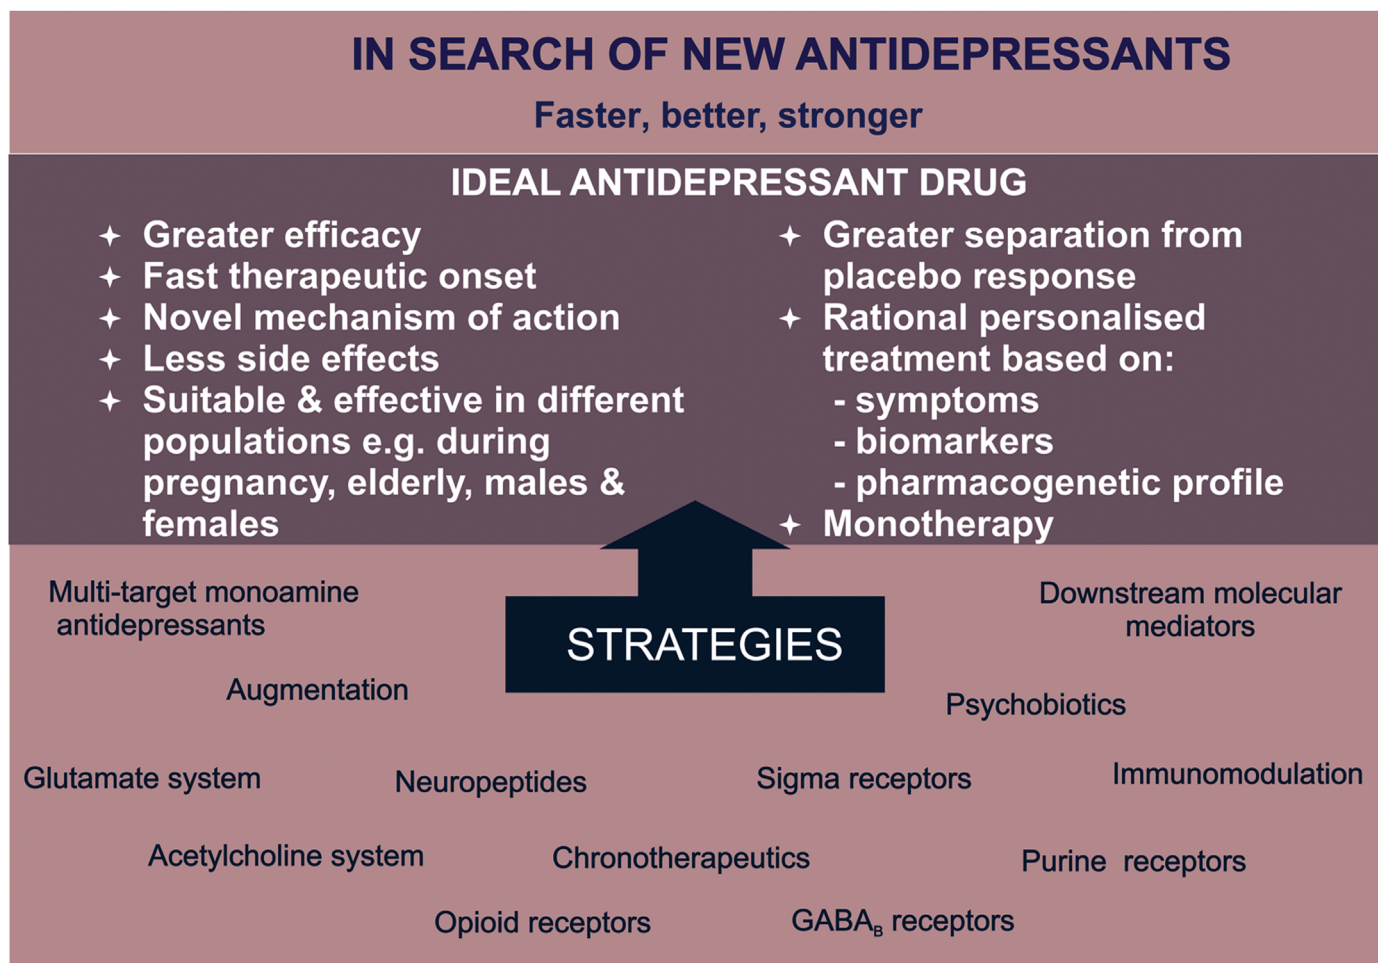 IN SEARCH OF NEW ANTIDEPRESSANTS
Faster, better, stronger
IDEAL ANTIDEPRESSANT DRUG
Greater efficacy
Fast therapeutic onset
Novel mechanism of action
Less side effects
Suitable & effective in different
populations e.g. during
pregnancy, elderly, males &
females
Greater separation from
placebo response
Rational personalised
treatment based on:
- symptoms
- biomarkers
- pharmacogenetic profile
Monotherapy
STRATEGIES
Multi-target monoamine
antidepressants
Downstream molecular
mediators
Augmentation
Psychobiotics
Glutamate system
Neuropeptides
Sigma receptors
Immunomodulation
Acetylcholine system
Chronotherapeutics
Purine receptors
Opioid receptors
GABAB receptors